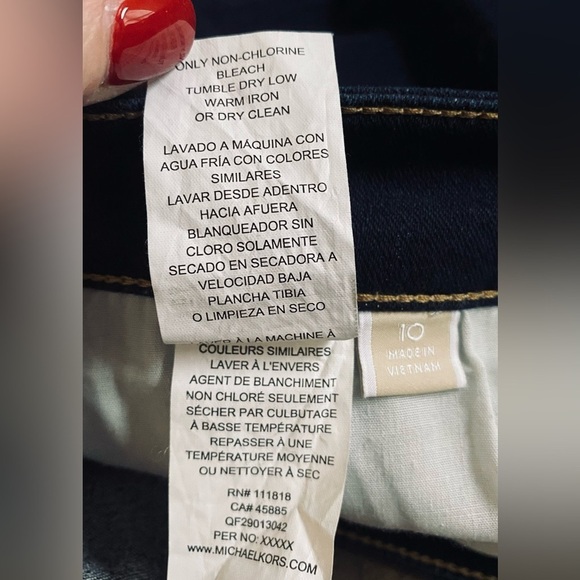 ONLY NON-CHLORINE
BLEACH
TUMBLE DRY LOW
WARM IRON
OR DRY CLEAN
LAVADO A MÁQUINA CON
AGUA FRÍA CON COLORES
SIMILARES
LAVAR DESDE ADENTRO
HACIA AFUERA
BLANQUEADOR SIN
CLORO SOLAMENTE
SECADO EN SECADORA A
VELOCIDAD BAJA
PLANCHA TIBIA
O LIMPIEZA EN SECO
À LA MACHINE À
COULEURS SIMILAIRES
LAVER À L'ENVERS
AGENT DE BLANCHIMENT
NON CHLORÉ SEULEMENT
SÉCHER PAR CULBUTAGE
À BASSE TEMPÉRATURE
REPASSER À UNE
TEMPÉRATURE MOYENNE
OU NETTOYER À SEC
RN# 111818
CA# 45885
QF29013042
PER NO: XXXXX
WWW.MICHAELKORS.COM
10
MADE IN
VIETNAM